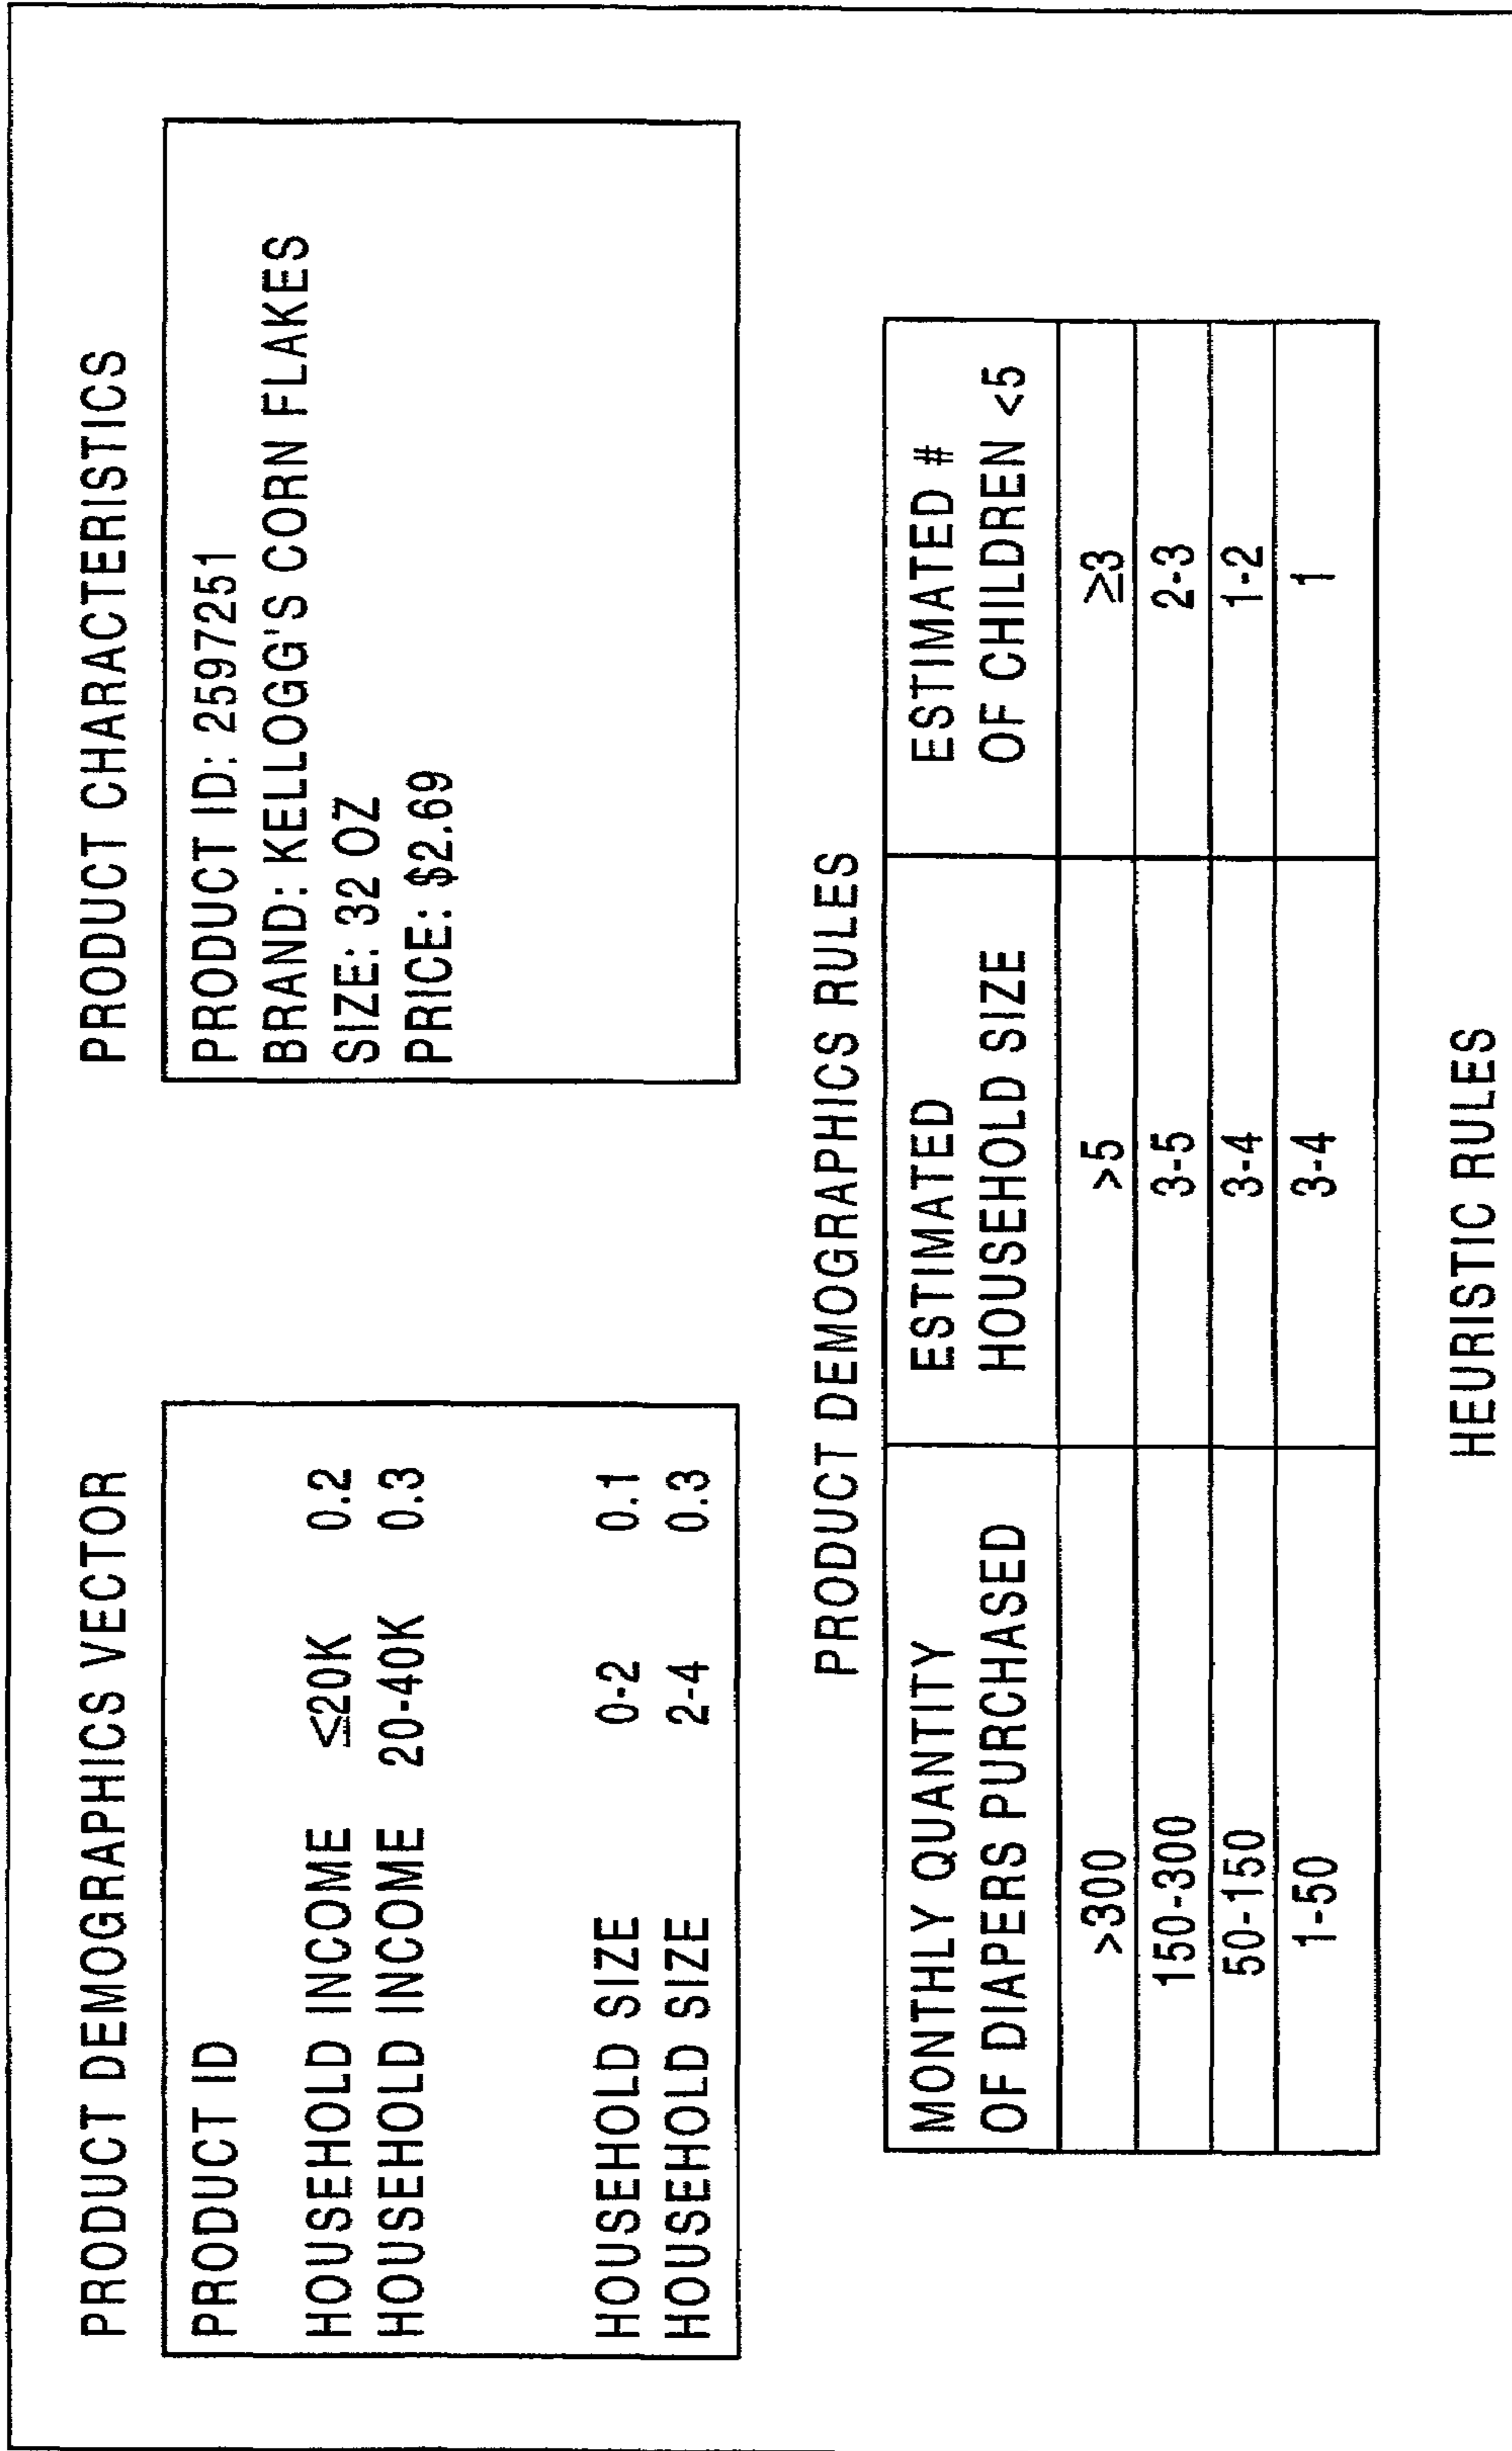 PRODUCT DEMOGRAPHICS VECTOR
PRODUCT ID
HOUSEHOLD INCOME ≤20K 0.2
HOUSEHOLD INCOME 20-40K 0.3
HOUSEHOLD SIZE 0-2 0.1
HOUSEHOLD SIZE 2-4 0.3
PRODUCT CHARACTERISTICS
PRODUCT ID: 2597251
BRAND: KELLOGG'S CORN FLAKES
SIZE: 32 OZ
PRICE: $2.69
PRODUCT DEMOGRAPHICS RULES
MONTHLY QUANTITY
OF DIAPERS PURCHASED
ESTIMATED
HOUSEHOLD SIZE
ESTIMATED #
OF CHILDREN <5
>300 >5 ≥3
150-300 3-5 2-3
50-150 3-4 1-2
1-50 3-4 1
HEURISTIC RULES